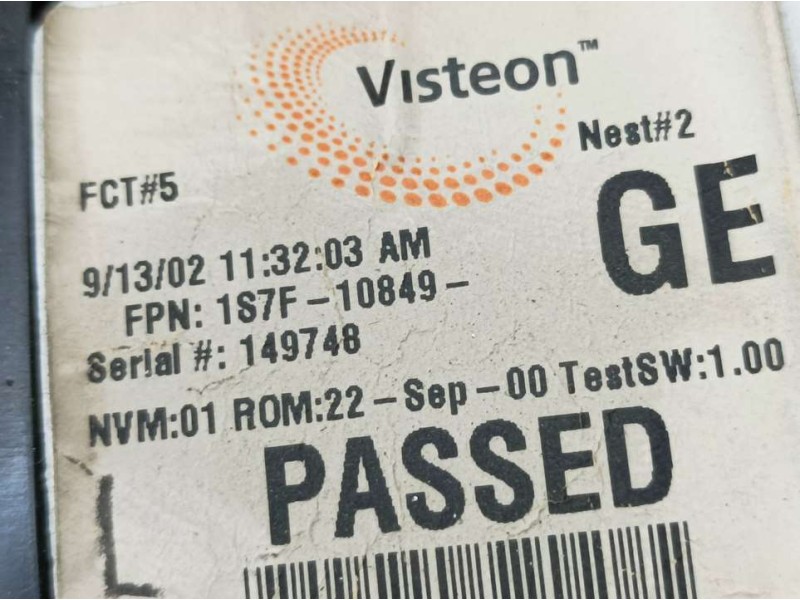 Visteon™
Nest#2
FCT#5
GE
9/13/02 11:32:03 AM
FPN: 1S7F-10849-
Serial #: 149748
NVM:01 ROM:22-Sep-00 TestSW:1.00
PASSED